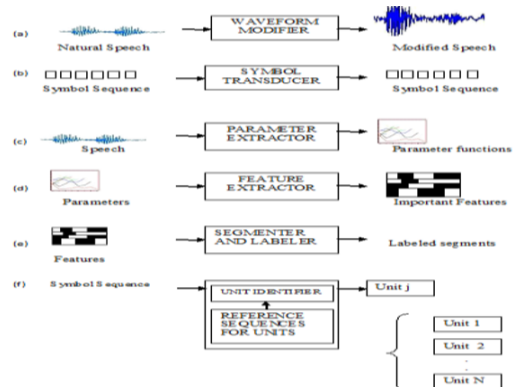 (a)
WAVEFORM
MODIFIER
Natural Speech
Modified Speech
(b)
SYMBOL
TRANSDUCER
Symbol Sequence
Symbol Sequence
(c)
PARAMETER
EXTRACTOR
Speech
Parameter functions
(d)
FEATURE
EXTRACTOR
Parameters
Important Features
(e)
SEGMENTER
AND LABELER
Labeled segments
Features
(f)
Symbol Sequence
UNIT IDENTIFIER
Unit j
REFERENCE
SEQUENCES
FOR UNITS
Unit 1
Unit 2
.
.
Unit N